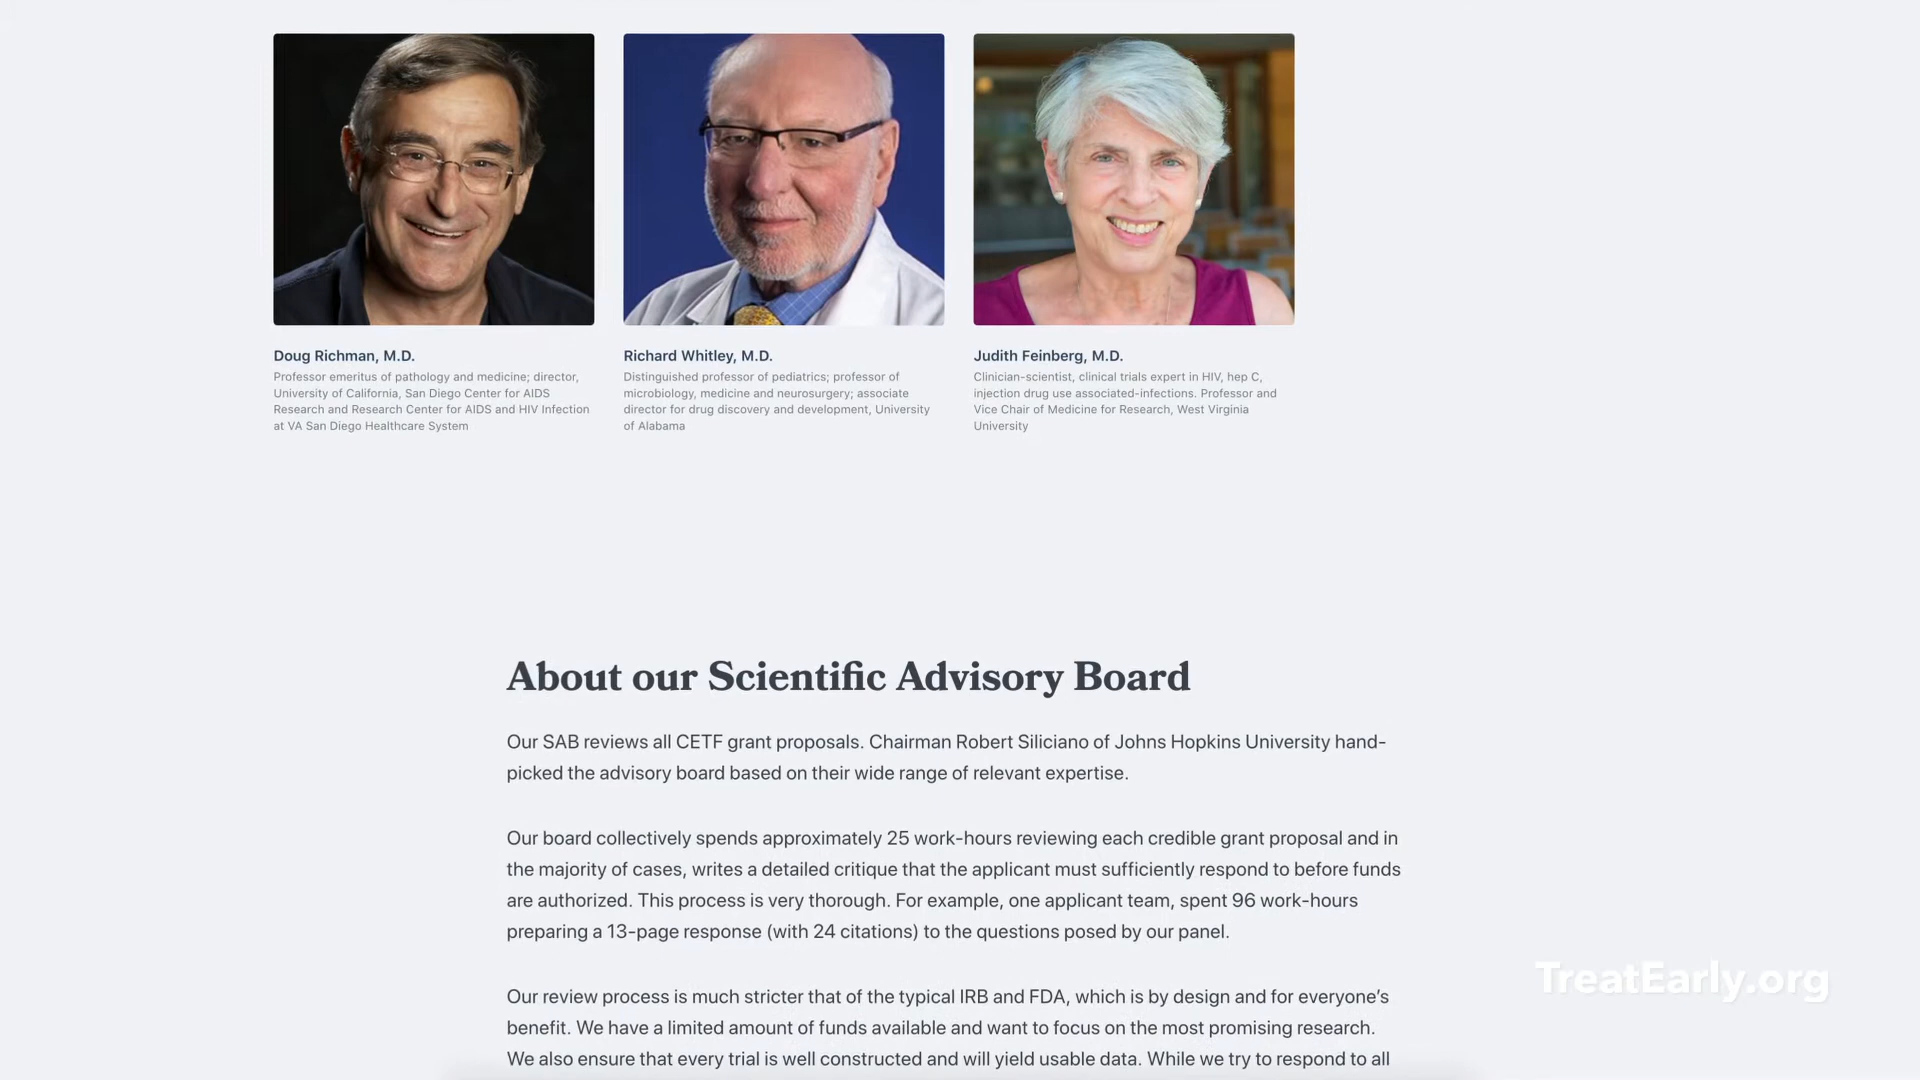 Doug Richman, M.D.
Professor emeritus of pathology and medicine; director,
University of California, San Diego Center for AIDS
Research and Research Center for AIDS and HIV Infection
at VA San Diego Healthcare System
Richard Whitley, M.D.
Distinguished professor of pediatrics; professor of
microbiology, medicine and neurosurgery; associate
director for drug discovery and development, University
of Alabama
Judith Feinberg, M.D.
Clinician-scientist, clinical trials expert in HIV, hep C,
injection drug use associated-infections. Professor and
Vice Chair of Medicine for Research, West Virginia
University
About our Scientific Advisory Board
Our SAB reviews all CETF grant proposals. Chairman Robert Siliciano of Johns Hopkins University hand-
picked the advisory board based on their wide range of relevant expertise.
Our board collectively spends approximately 25 work-hours reviewing each credible grant proposal and in
the majority of cases, writes a detailed critique that the applicant must sufficiently respond to before funds
are authorized. This process is very thorough. For example, one applicant team, spent 96 work-hours
preparing a 13-page response (with 24 citations) to the questions posed by our panel.
Our review process is much stricter that of the typical IRB and FDA, which is by design and for everyone’s
benefit. We have a limited amount of funds available and want to focus on the most promising research.
We also ensure that every trial is well constructed and will yield usable data. While we try to respond to all
TreatEarly.org